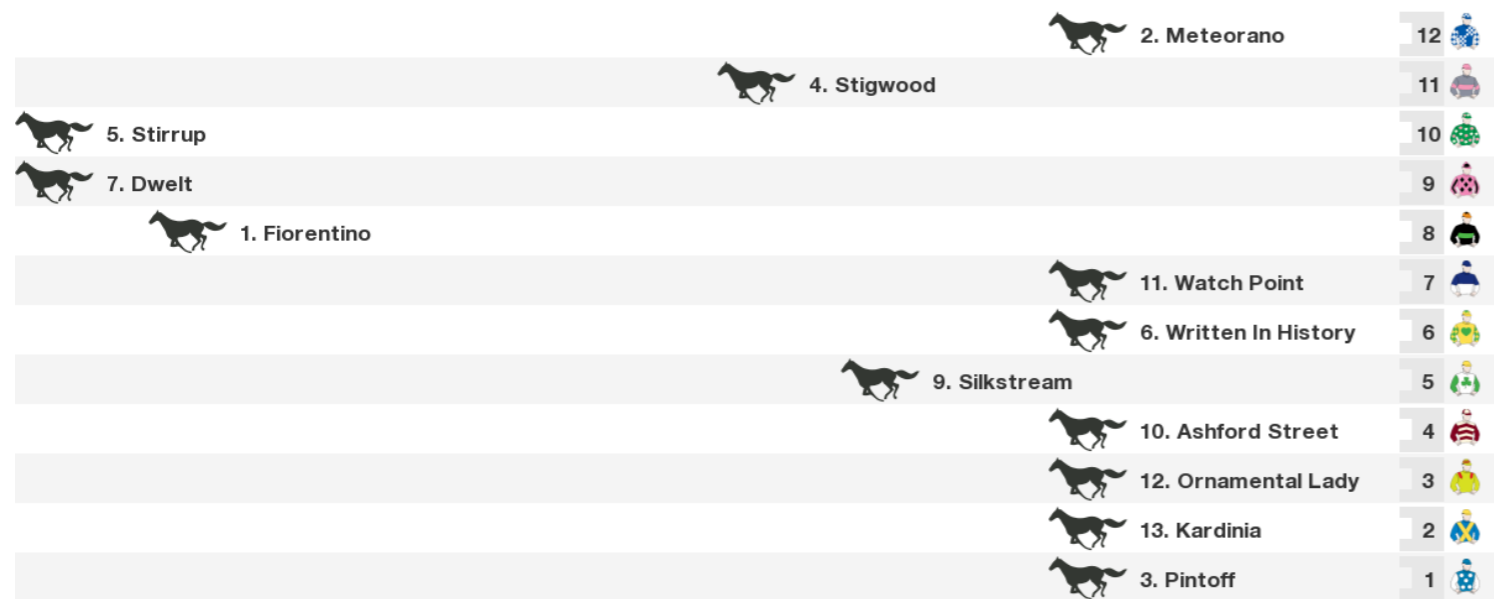 2. Meteorano 12
4. Stigwood 11
5. Stirrup 10
7. Dwelt 9
1. Fiorentino 8
11. Watch Point 7
6. Written In History 6
9. Silkstream 5
10. Ashford Street 4
12. Ornamental Lady 3
13. Kardinia 2
3. Pintoff 1